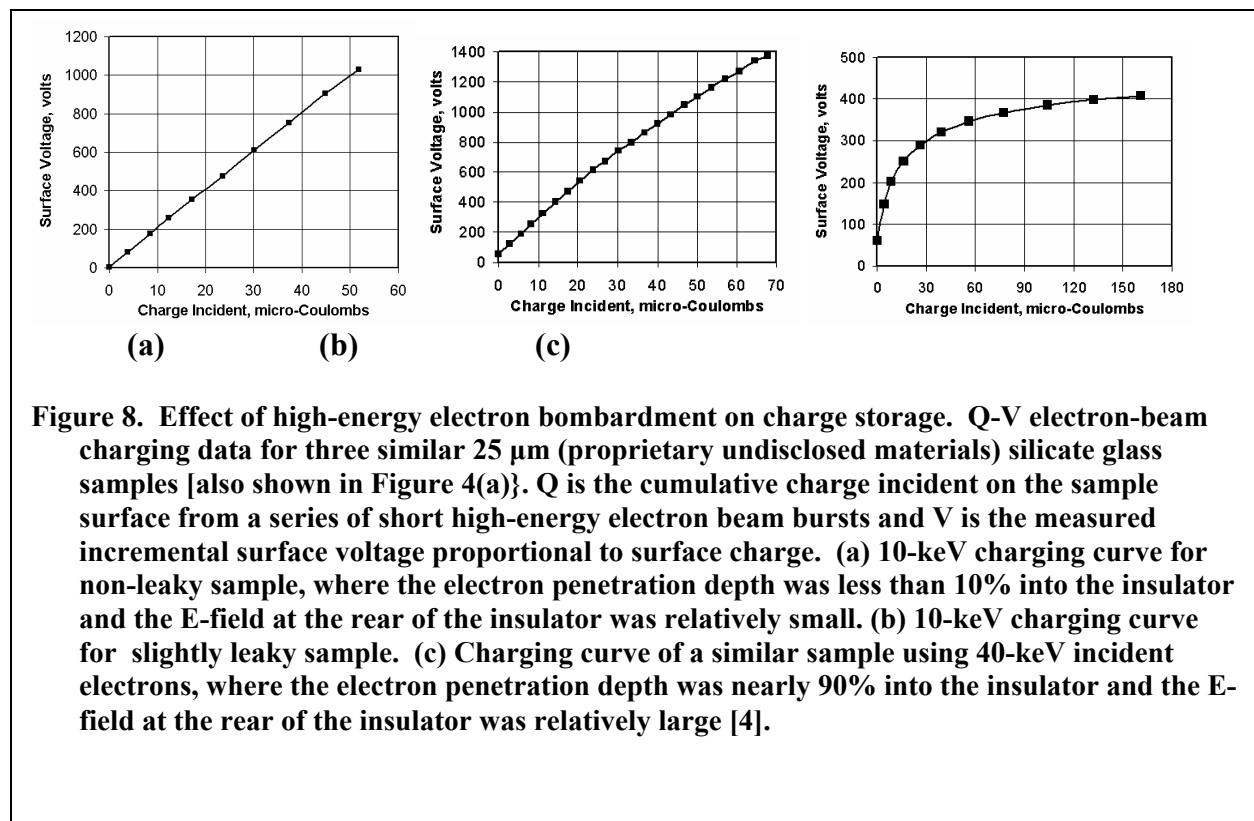 1200
1000
800
600
400
200
0
Surface Voltage, volts
0 10 20 30 40 50 60
Charge Incident, micro-Coulombs
1400
1200
1000
800
600
400
200
0
Surface Voltage, volts
0 10 20 30 40 50 60 70
Charge Incident, micro-Coulombs
500
400
300
200
100
0
Surface Voltage, volts
0 30 60 90 120 150 180
Charge Incident, micro-Coulombs
(a) (b) (c)
Figure 8. Effect of high-energy electron bombardment on charge storage. Q-V electron-beam
charging data for three similar 25 µm (proprietary undisclosed materials) silicate glass
samples [also shown in Figure 4(a)}. Q is the cumulative charge incident on the sample
surface from a series of short high-energy electron beam bursts and V is the measured
incremental surface voltage proportional to surface charge. (a) 10-keV charging curve for
non-leaky sample, where the electron penetration depth was less than 10% into the insulator
and the E-field at the rear of the insulator was relatively small. (b) 10-keV charging curve
for slightly leaky sample. (c) Charging curve of a similar sample using 40-keV incident
electrons, where the electron penetration depth was nearly 90% into the insulator and the E-
field at the rear of the insulator was relatively large [4].